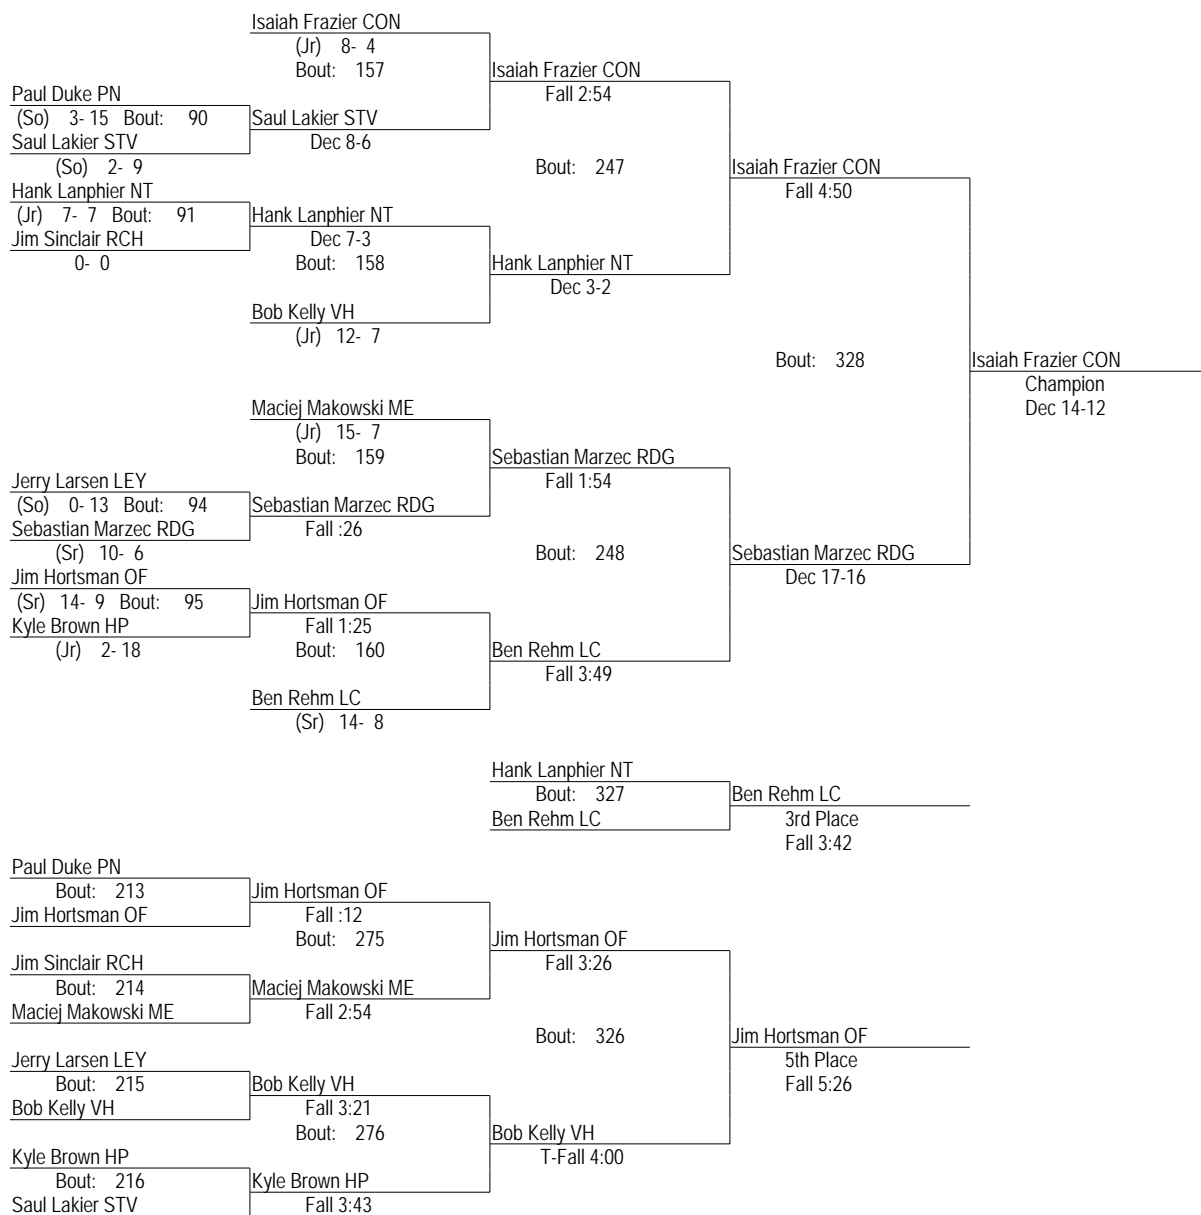 Isaiah Frazier CON
(Jr) 8- 4
Bout: 157
Isaiah Frazier CON
Fall 2:54
Paul Duke PN
(So) 3- 15 Bout: 90
Saul Lakier STV
Saul Lakier STV
Dec 8-6
(So) 2- 9
Bout: 247
Isaiah Frazier CON
Fall 4:50
Hank Lanphier NT
(Jr) 7- 7 Bout: 91
Hank Lanphier NT
Jim Sinclair RCH
Dec 7-3
0- 0
Bout: 158
Hank Lanphier NT
Dec 3-2
Bob Kelly VH
(Jr) 12- 7
Bout: 328
Isaiah Frazier CON
Champion
Dec 14-12
Maciej Makowski ME
(Jr) 15- 7
Bout: 159
Sebastian Marzec RDG
Fall 1:54
Jerry Larsen LEY
(So) 0- 13 Bout: 94
Sebastian Marzec RDG
Sebastian Marzec RDG
Fall :26
(Sr) 10- 6
Bout: 248
Sebastian Marzec RDG
Dec 17-16
Jim Hortsman OF
(Sr) 14- 9 Bout: 95
Jim Hortsman OF
Kyle Brown HP
Fall 1:25
(Jr) 2- 18
Bout: 160
Ben Rehm LC
Fall 3:49
Ben Rehm LC
(Sr) 14- 8
Hank Lanphier NT
Bout: 327
Ben Rehm LC
Ben Rehm LC
3rd Place
Fall 3:42
Paul Duke PN
Bout: 213
Jim Hortsman OF
Jim Hortsman OF
Fall :12
Bout: 275
Jim Hortsman OF
Fall 3:26
Jim Sinclair RCH
Bout: 214
Maciej Makowski ME
Maciej Makowski ME
Fall 2:54
Bout: 326
Jim Hortsman OF
5th Place
Fall 5:26
Jerry Larsen LEY
Bout: 215
Bob Kelly VH
Bob Kelly VH
Fall 3:21
Bout: 276
Bob Kelly VH
T-Fall 4:00
Kyle Brown HP
Bout: 216
Kyle Brown HP
Saul Lakier STV
Fall 3:43